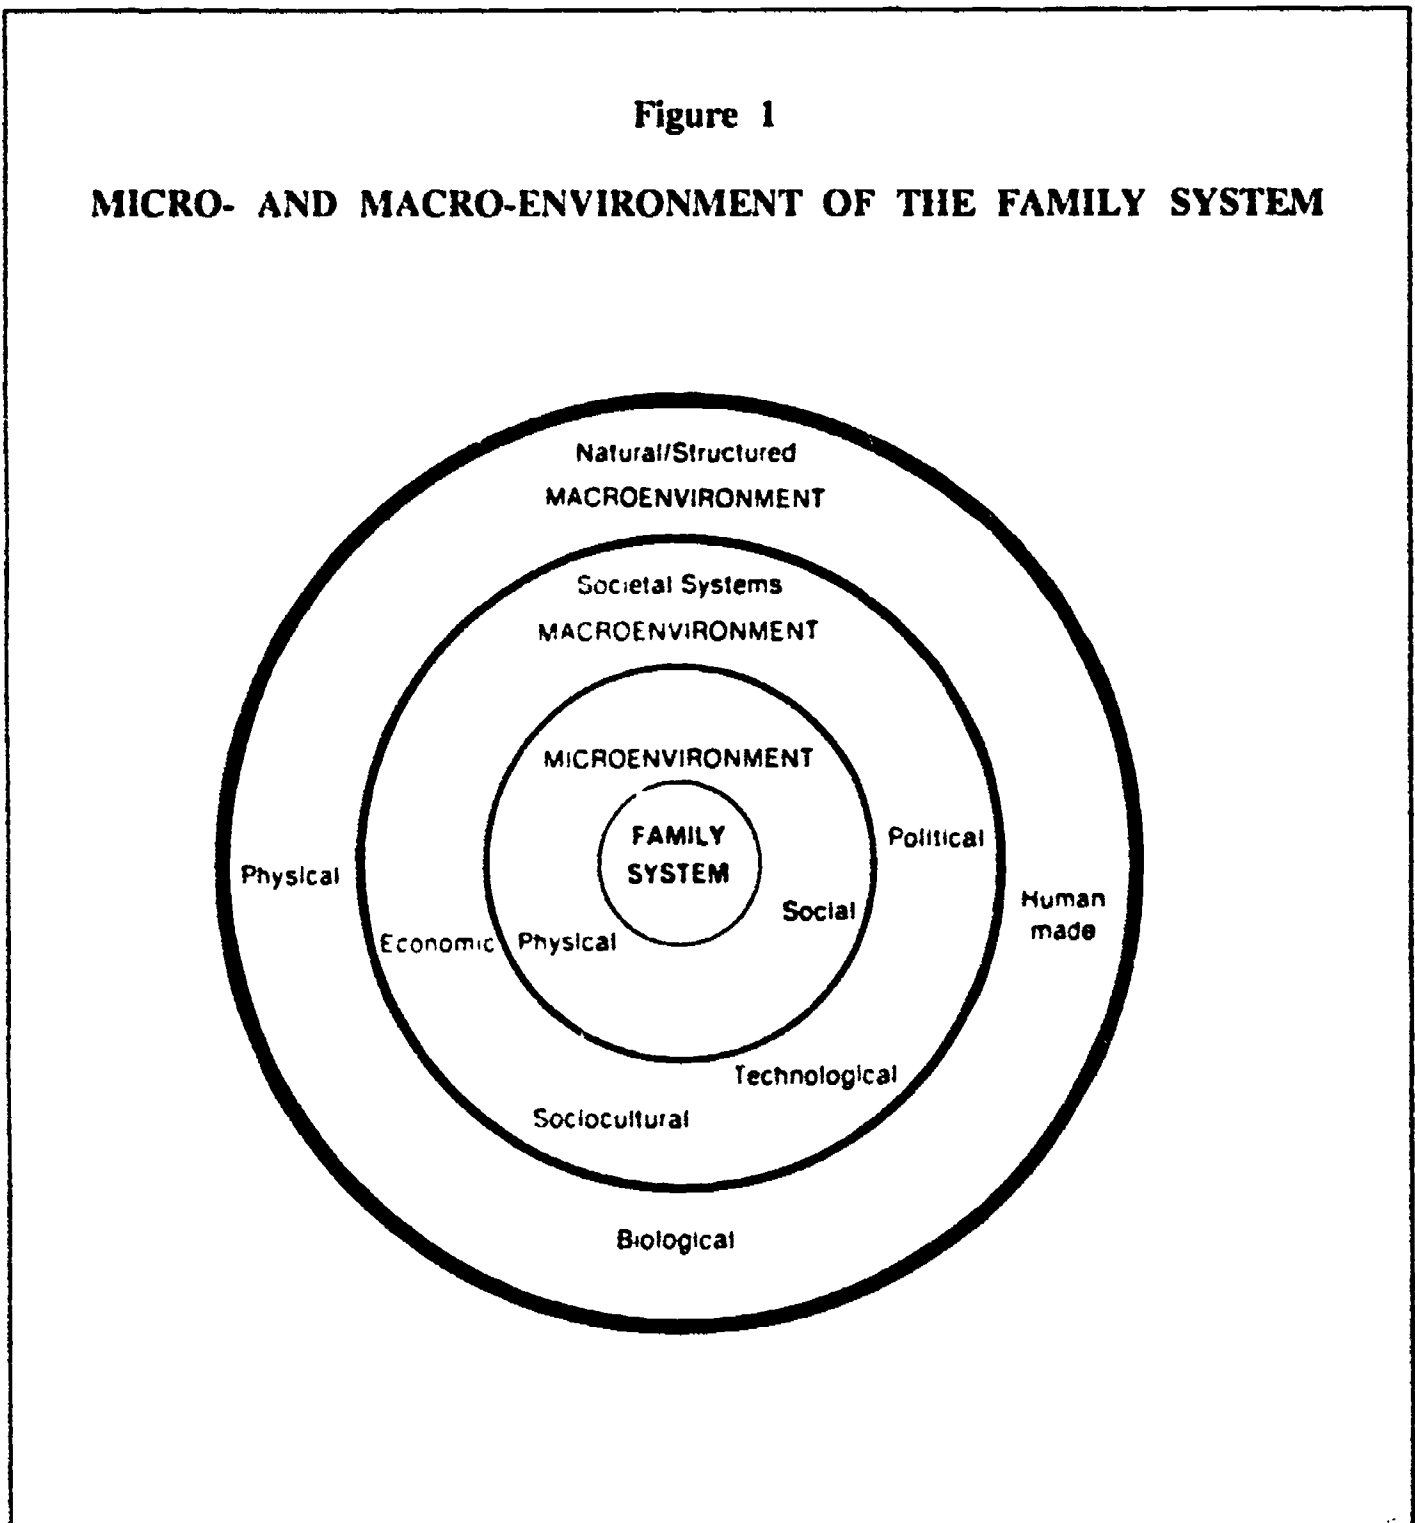 Figure 1
MICRO- AND MACRO-ENVIRONMENT OF THE FAMILY SYSTEM
Natural/Structured
MACROENVIRONMENT
Societal Systems
MACROENVIRONMENT
MICROENVIRONMENT
FAMILY
SYSTEM
Political
Physical
Human
made
Social
Economic
Physical
Technological
Sociocultural
Biological